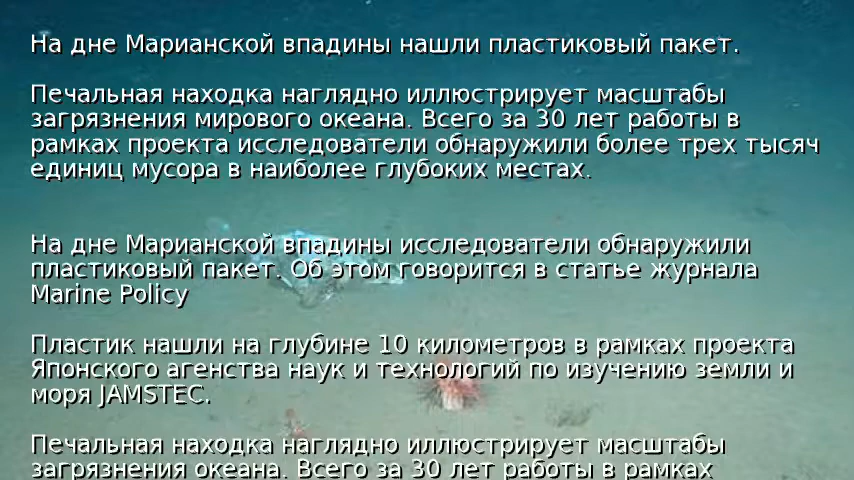 На дне Марианской впадины нашли пластиковый пакет.
Печальная находка наглядно иллюстрирует масштабы
загрязнения мирового океана. Всего за 30 лет работы в
рамках проекта исследователи обнаружили более трех тысяч
единиц мусора в наиболее глубоких местах.
На дне Марианской впадины исследователи обнаружили
пластиковый пакет. Об этом говорится в статье журнала
Marine Policy
Пластик нашли на глубине 10 километров в рамках проекта
Японского агенства наук и технологий по изучению земли и
моря JAMSTEC.
Печальная находка наглядно иллюстрирует масштабы
загрязнения океана. Всего за 30 лет работы в рамках